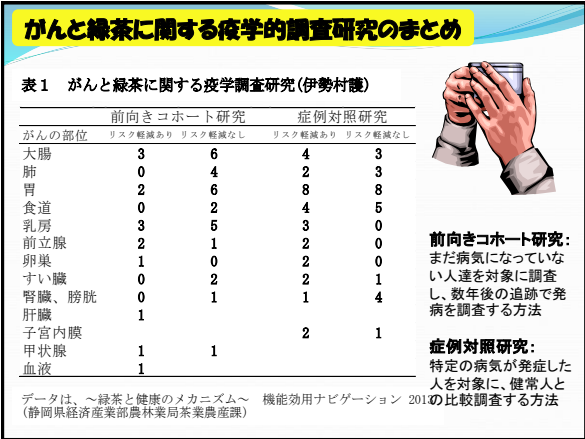 がんと緑茶に関する疫学的調査研究のまとめ
表1　がんと緑茶に関する疫学調査研究(伊勢村護)
前向きコホート研究　症例対照研究
がんの部位　リスク軽減あり　リスク軽減なし　リスク軽減あり　リスク軽減なし
大腸　3　6　4　3
肺　0　4　2　3
胃　2　6　8　8
食道　0　2　4　5
乳房　3　5　3　0
前立腺　2　1　2　0
卵巣　1　0　2　0
すい臓　0　2　2　1
腎臓、膀胱　0　1　1　4
肝臓　1
子宮内膜　2　1
甲状腺　1　1
血液　1
データは、～緑茶と健康のメカニズム～　機能効用ナビゲーション 2013
(静岡県経済産業部農林業局茶業農産課)
前向きコホート研究:
まだ病気になっていな
い人達を対象に調査
し、数年後の追跡で発
病を調査する方法
症例対照研究:
特定の病気が発症した
人を対象に、健常人と
の比較調査する方法